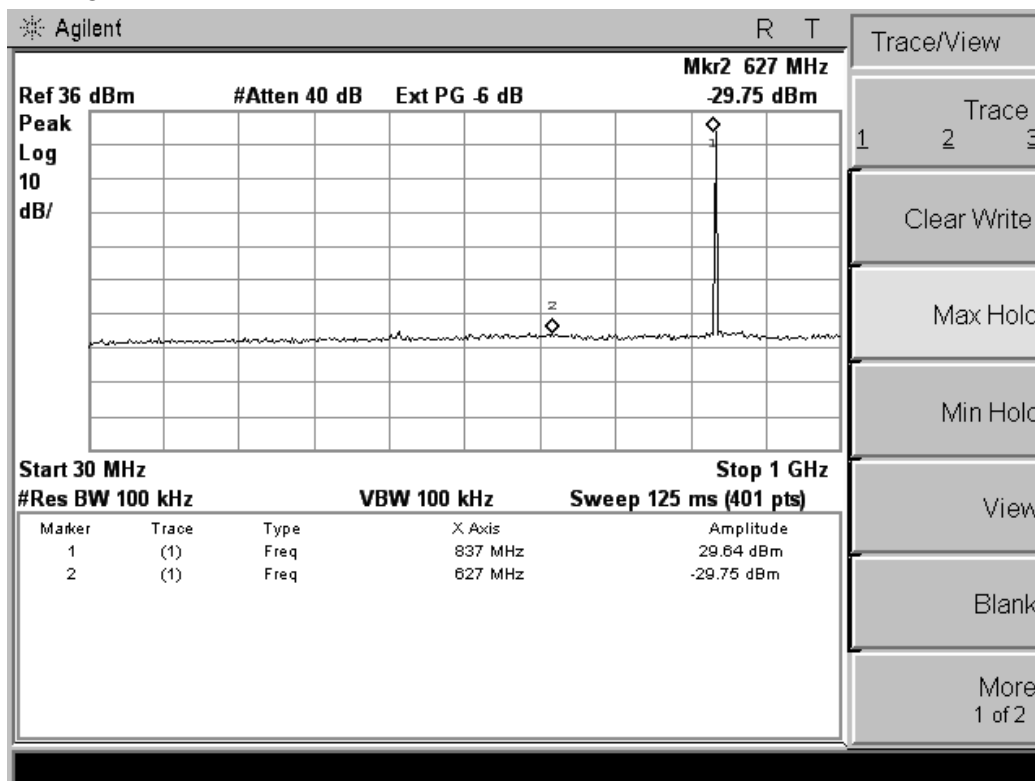 Agilent R T
Mkr2 627 MHz
Ref 36 dBm #Atten 40 dB Ext PG -6 dB -29.75 dBm
Peak
Log
10
dB/
1
2
Start 30 MHz Stop 1 GHz
#Res BW 100 kHz VBW 100 kHz Sweep 125 ms (401 pts)
Marker Trace Type X Axis Amplitude
1 (1) Freq 837 MHz 29.64 dBm
2 (1) Freq 627 MHz -29.75 dBm
Trace/View
Trace
1 2 3
Clear Write
Max Hold
Min Hold
View
Blank
More
1 of 2